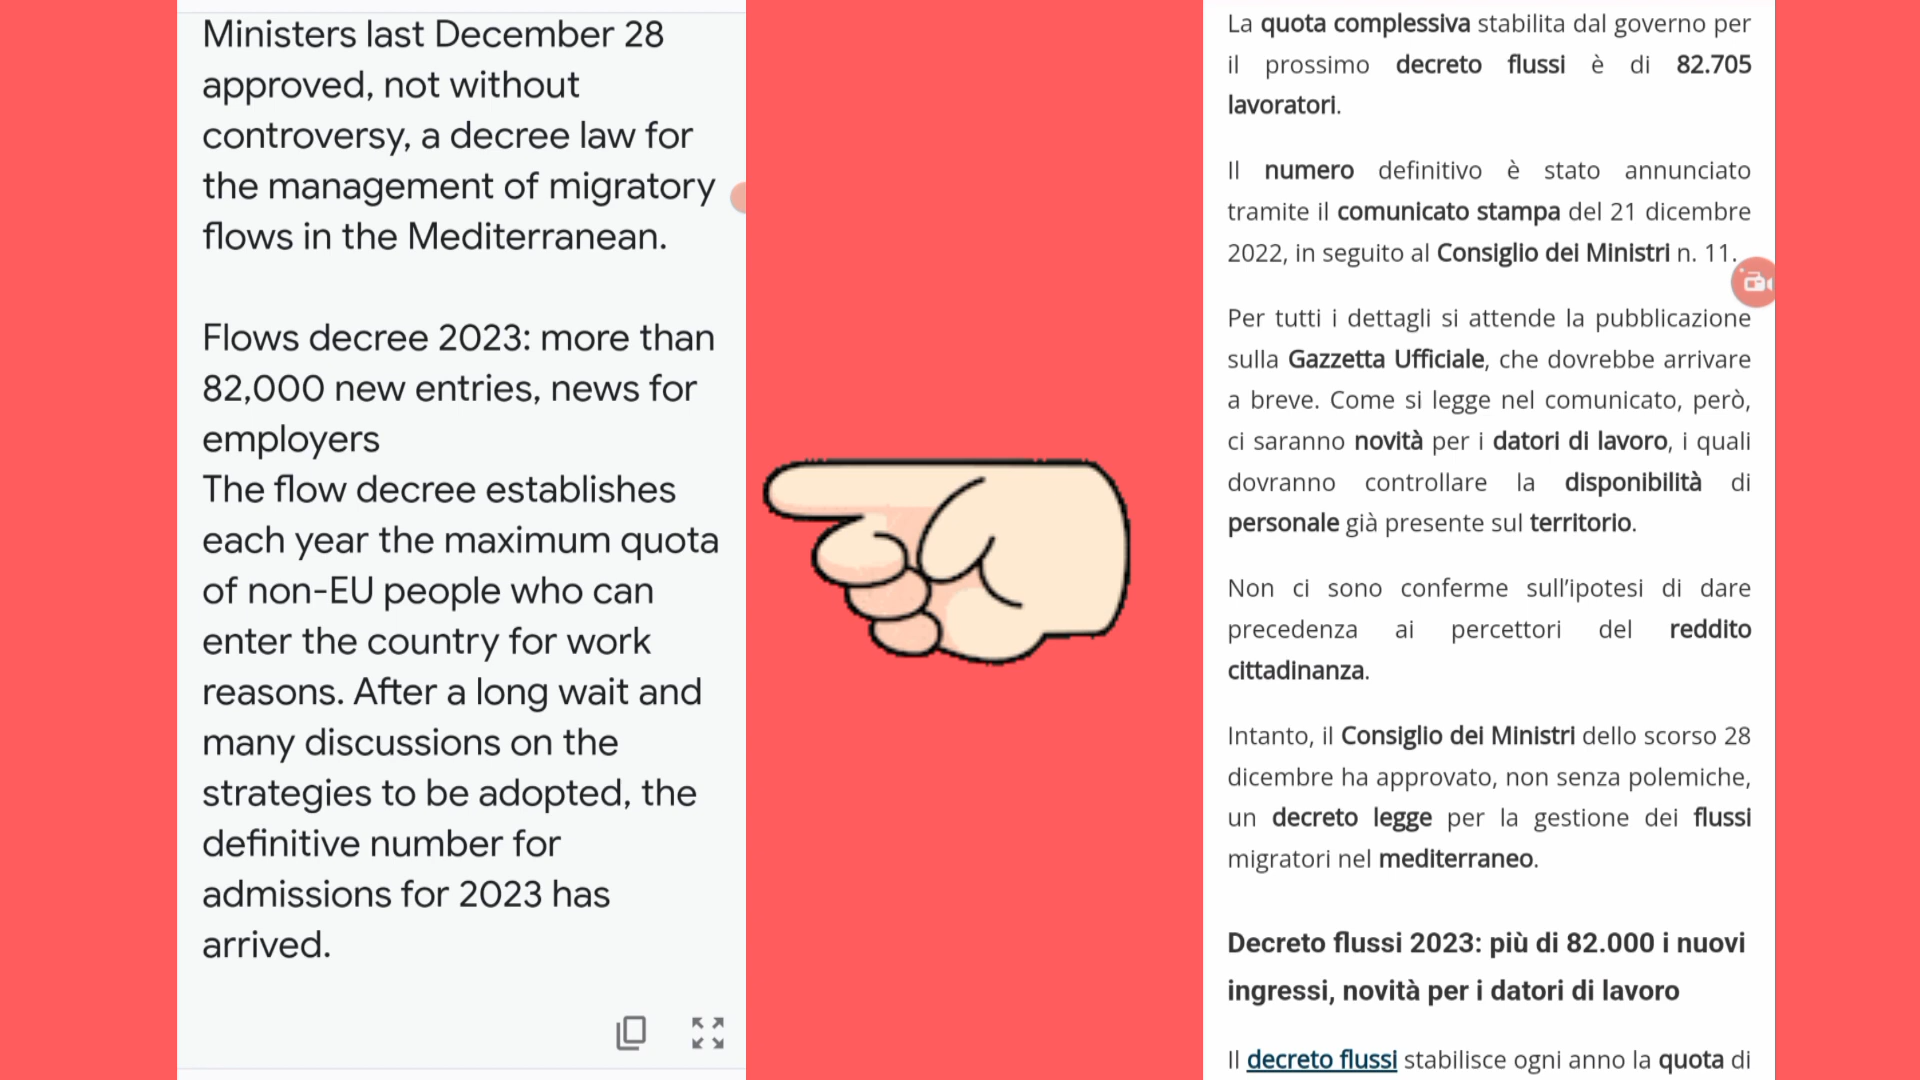 Ministers last December 28
approved, not without
controversy, a decree law for
the management of migratory
flows in the Mediterranean.
Flows decree 2023: more than
82,000 new entries, news for
employers
The flow decree establishes
each year the maximum quota
of non-EU people who can
enter the country for work
reasons. After a long wait and
many discussions on the
strategies to be adopted, the
definitive number for
admissions for 2023 has
arrived.
La quota complessiva stabilita dal governo per
il prossimo decreto flussi è di 82.705
lavoratori.
Il numero definitivo è stato annunciato
tramite il comunicato stampa del 21 dicembre
2022, in seguito al Consiglio dei Ministri n. 11.
Per tutti i dettagli si attende la pubblicazione
sulla Gazzetta Ufficiale, che dovrebbe arrivare
a breve. Come si legge nel comunicato, però,
ci saranno novità per i datori di lavoro, i quali
dovranno controllare la disponibilità di
personale già presente sul territorio.
Non ci sono conferme sull’ipotesi di dare
precedenza ai percettori del reddito
cittadinanza.
Intanto, il Consiglio dei Ministri dello scorso 28
dicembre ha approvato, non senza polemiche,
un decreto legge per la gestione dei flussi
migratori nel mediterraneo.
Decreto flussi 2023: più di 82.000 i nuovi
ingressi, novità per i datori di lavoro
Il decreto flussi stabilisce ogni anno la quota di